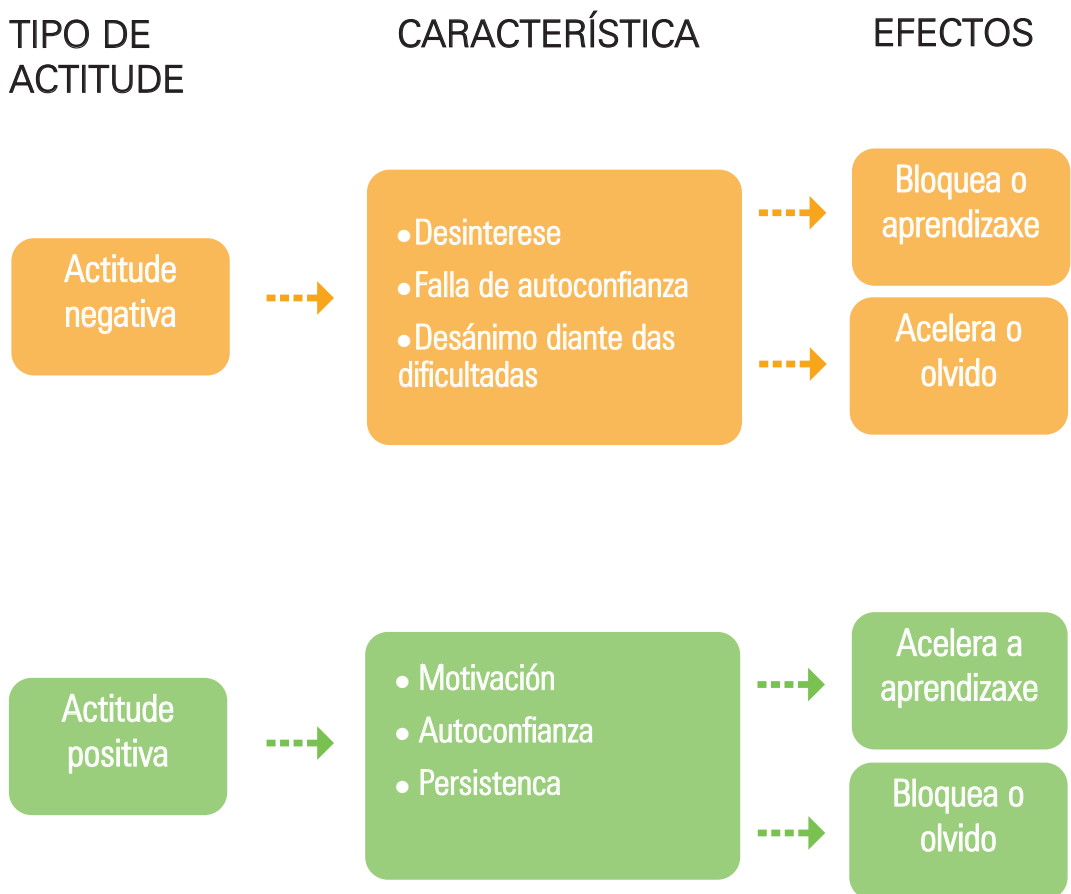 TIPO DE
ACTITUDE
CARACTERÍSTICA
EFECTOS
Actitude
negativa
● Desinterese
● Falla de autoconfianza
● Desánimo diante das
dificultadas
Bloquea o
aprendizaxe
Acelera o
olvido
Actitude
positiva
● Motivación
● Autoconfianza
● Persistenca
Acelera a
aprendizaxe
Bloquea o
olvido